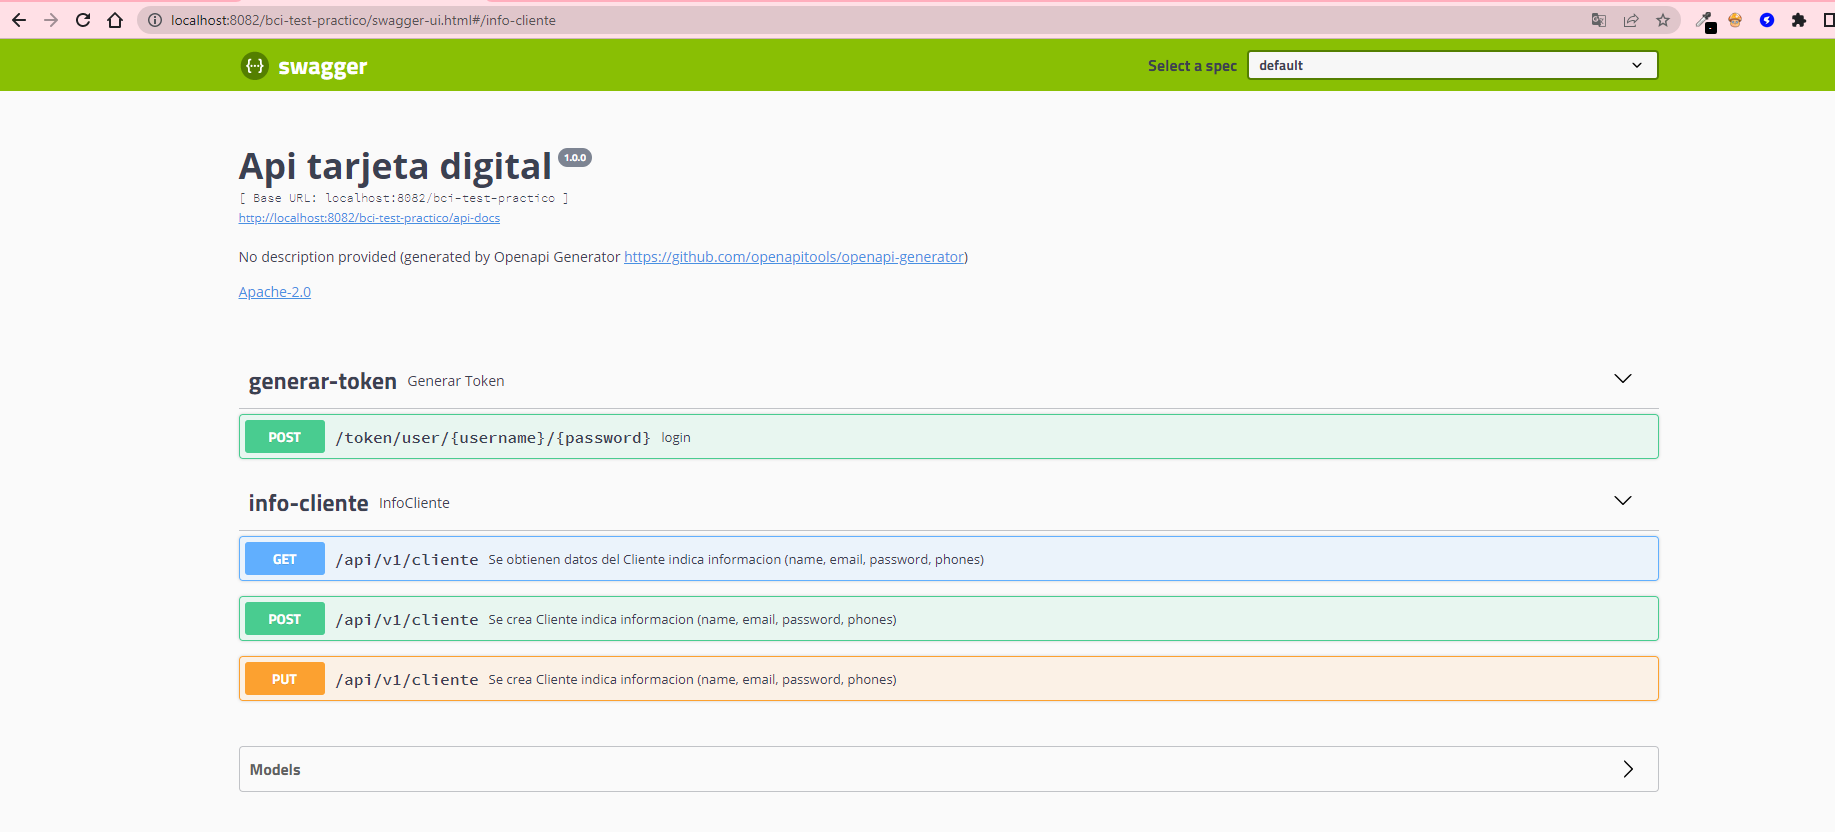 localhost:8082/bci-test-practico/swagger-ui.html#/info-cliente
{···} swagger
Select a spec default
Api tarjeta digital 1.0.0
[ Base URL: localhost:8082/bci-test-practico ]
http://localhost:8082/bci-test-practico/api-docs
No description provided (generated by Openapi Generator https://github.com/openapitools/openapi-generator)
Apache-2.0
generar-token Generar Token
POST /token/user/{username}/{password} login
info-cliente InfoCliente
GET /api/v1/cliente Se obtienen datos del Cliente indica informacion (name, email, password, phones)
POST /api/v1/cliente Se crea Cliente indica informacion (name, email, password, phones)
PUT /api/v1/cliente Se crea Cliente indica informacion (name, email, password, phones)
Models